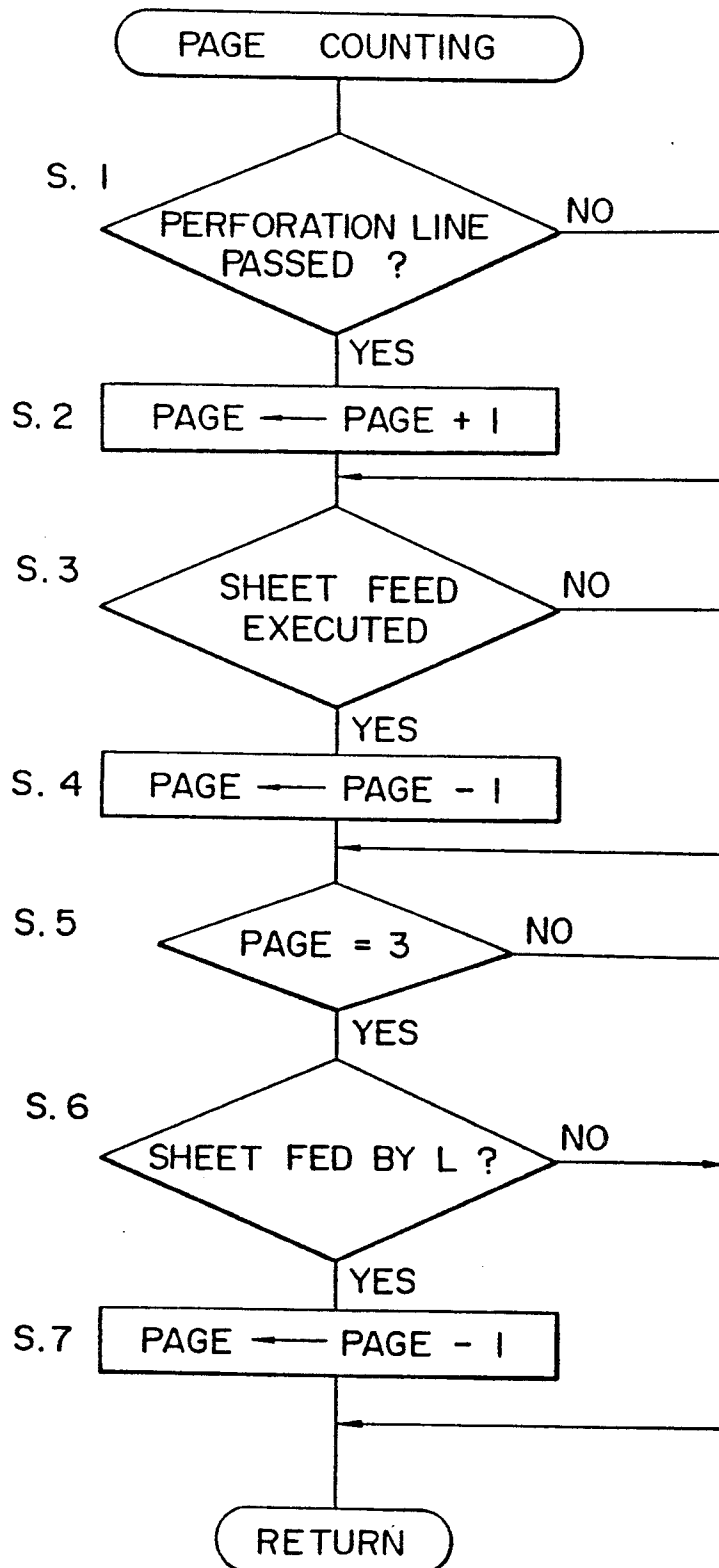 PAGE COUNTING
S. 1
PERFORATION LINE
PASSED ?
NO
YES
S. 2
PAGE ← PAGE + 1
S. 3
SHEET FEED
EXECUTED
NO
YES
S. 4
PAGE ← PAGE - 1
S. 5
PAGE = 3
NO
YES
S. 6
SHEET FED BY L ?
NO
YES
S. 7
PAGE ← PAGE - 1
RETURN